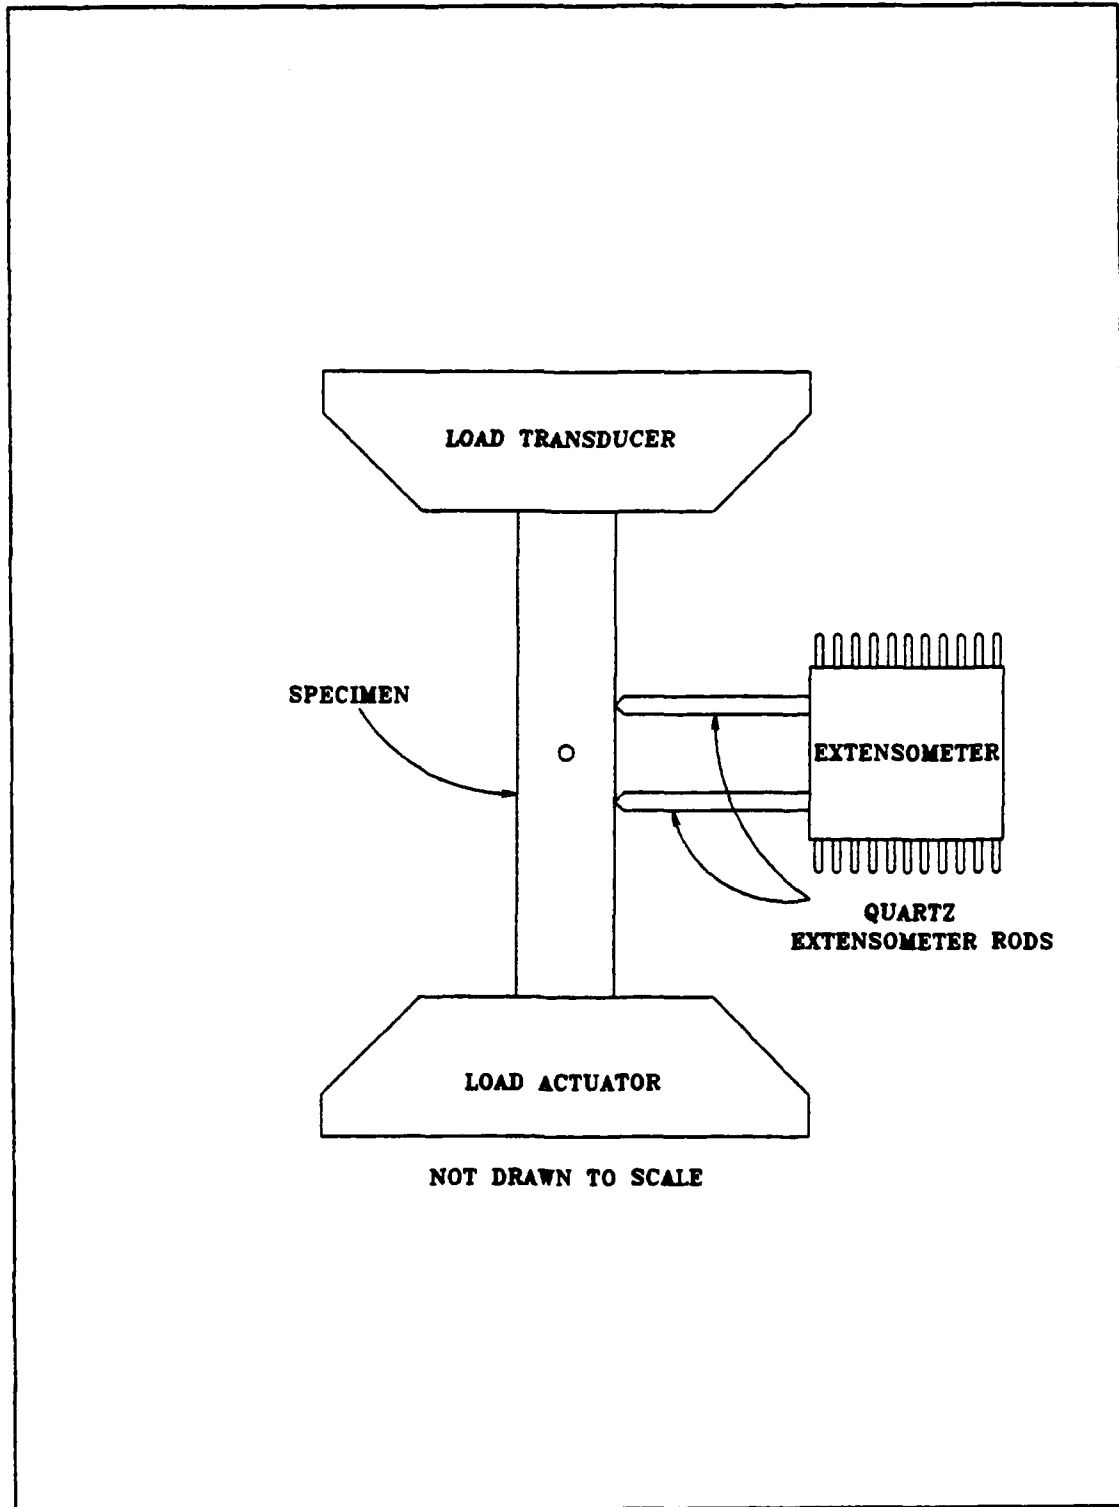 LOAD TRANSDUCER
SPECIMEN
EXTENSOMETER
QUARTZ
EXTENSOMETER RODS
LOAD ACTUATOR
NOT DRAWN TO SCALE